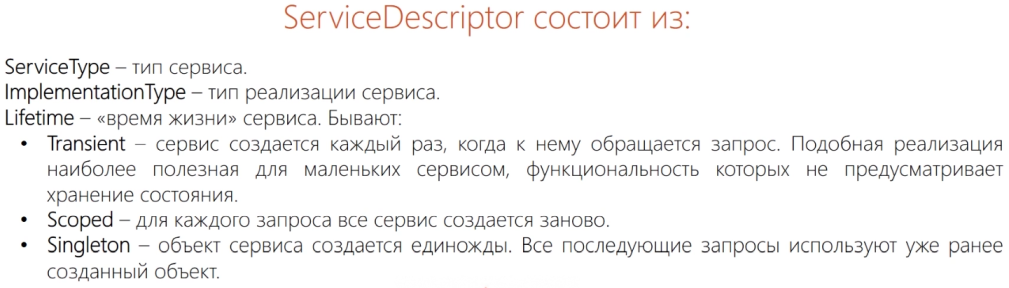 ServiceDescriptor состоит из:
ServiceType – тип сервиса.
ImplementationType – тип реализации сервиса.
Lifetime – «время жизни» сервиса. Бывают:
• Transient – сервис создается каждый раз, когда к нему обращается запрос. Подобная реализация
наиболее полезная для маленьких сервисом, функциональность которых не предусматривает
хранение состояния.
• Scoped – для каждого запроса все сервис создается заново.
• Singleton – объект сервиса создается единожды. Все последующие запросы используют уже ранее
созданный объект.